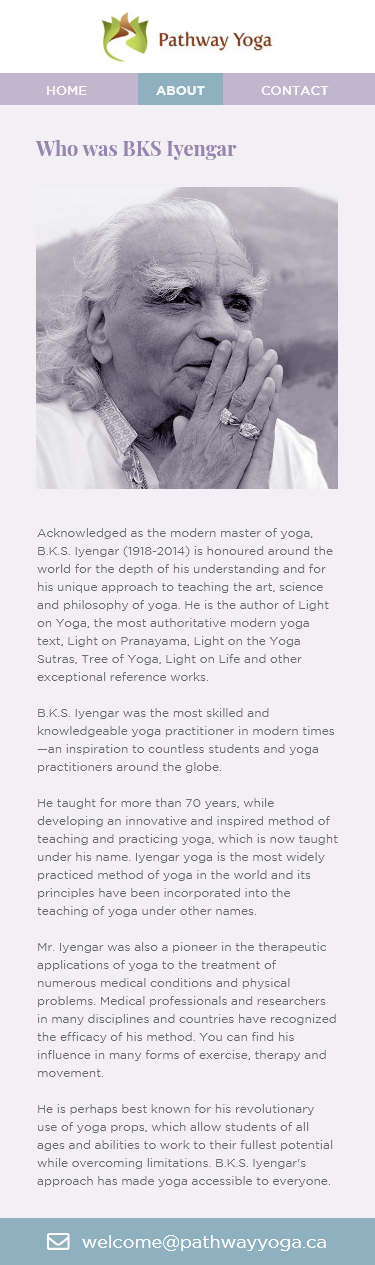 Pathway Yoga
HOME ABOUT CONTACT
Who was BKS Iyengar
Acknowledged as the modern master of yoga,
B.K.S. Iyengar (1918-2014) is honoured around the
world for the depth of his understanding and for
his unique approach to teaching the art, science
and philosophy of yoga. He is the author of Light
on Yoga, the most authoritative modern yoga
text, Light on Pranayama, Light on the Yoga
Sutras, Tree of Yoga, Light on Life and other
exceptional reference works.
B.K.S. Iyengar was the most skilled and
knowledgeable yoga practitioner in modern times
—an inspiration to countless students and yoga
practitioners around the globe.
He taught for more than 70 years, while
developing an innovative and inspired method of
teaching and practicing yoga, which is now taught
under his name. Iyengar yoga is the most widely
practiced method of yoga in the world and its
principles have been incorporated into the
teaching of yoga under other names.
Mr. Iyengar was also a pioneer in the therapeutic
applications of yoga to the treatment of
numerous medical conditions and physical
problems. Medical professionals and researchers
in many disciplines and countries have recognized
the efficacy of his method. You can find his
influence in many forms of exercise, therapy and
movement.
He is perhaps best known for his revolutionary
use of yoga props, which allow students of all
ages and abilities to work to their fullest potential
while overcoming limitations. B.K.S. Iyengar's
approach has made yoga accessible to everyone.
welcome@pathwayyoga.ca